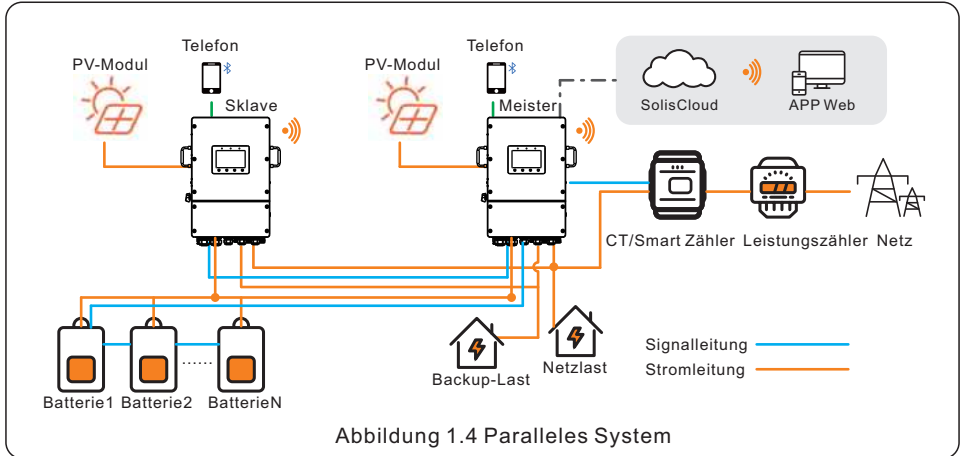 Telefon
Telefon
PV-Modul
PV-Modul
Sklave
Meister
SolisCloud
APP Web
CT/Smart Zähler
Leistungszähler
Netz
Backup-Last
Netzlast
Signalleitung
Stromleitung
Batterie1
Batterie2
......
BatterieN
Abbildung 1.4 Paralleles System